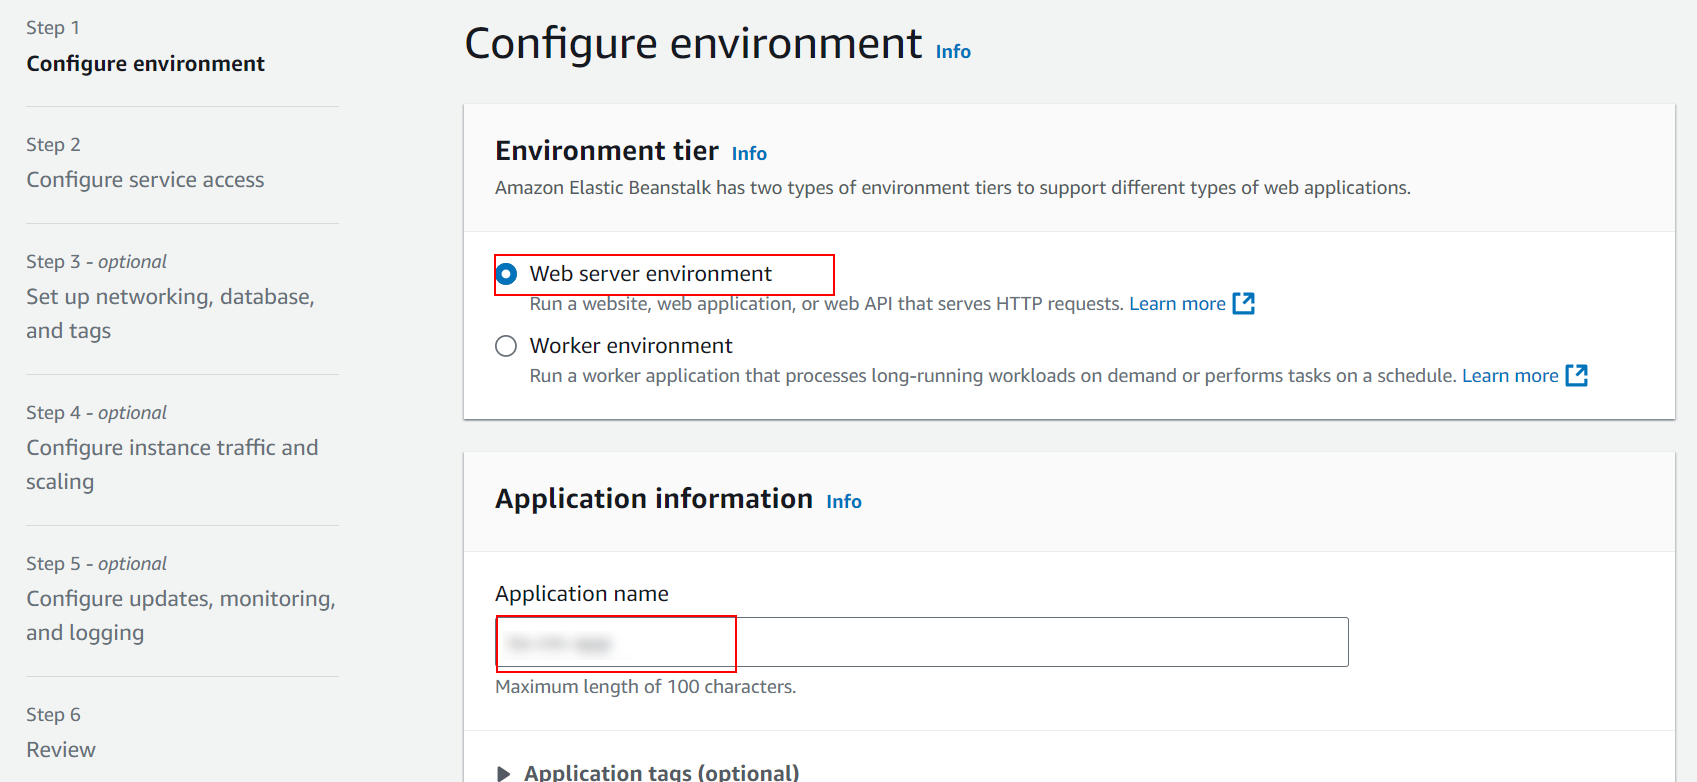 Step 1
Configure environment
Step 2
Configure service access
Step 3 - optional
Set up networking, database,
and tags
Step 4 - optional
Configure instance traffic and
scaling
Step 5 - optional
Configure updates, monitoring,
and logging
Step 6
Review
Configure environment Info
Environment tier Info
Amazon Elastic Beanstalk has two types of environment tiers to support different types of web applications.
Web server environment
Run a website, web application, or web API that serves HTTP requests. Learn more
Worker environment
Run a worker application that processes long-running workloads on demand or performs tasks on a schedule. Learn more
Application information Info
Application name
Maximum length of 100 characters.
Application tags (optional)